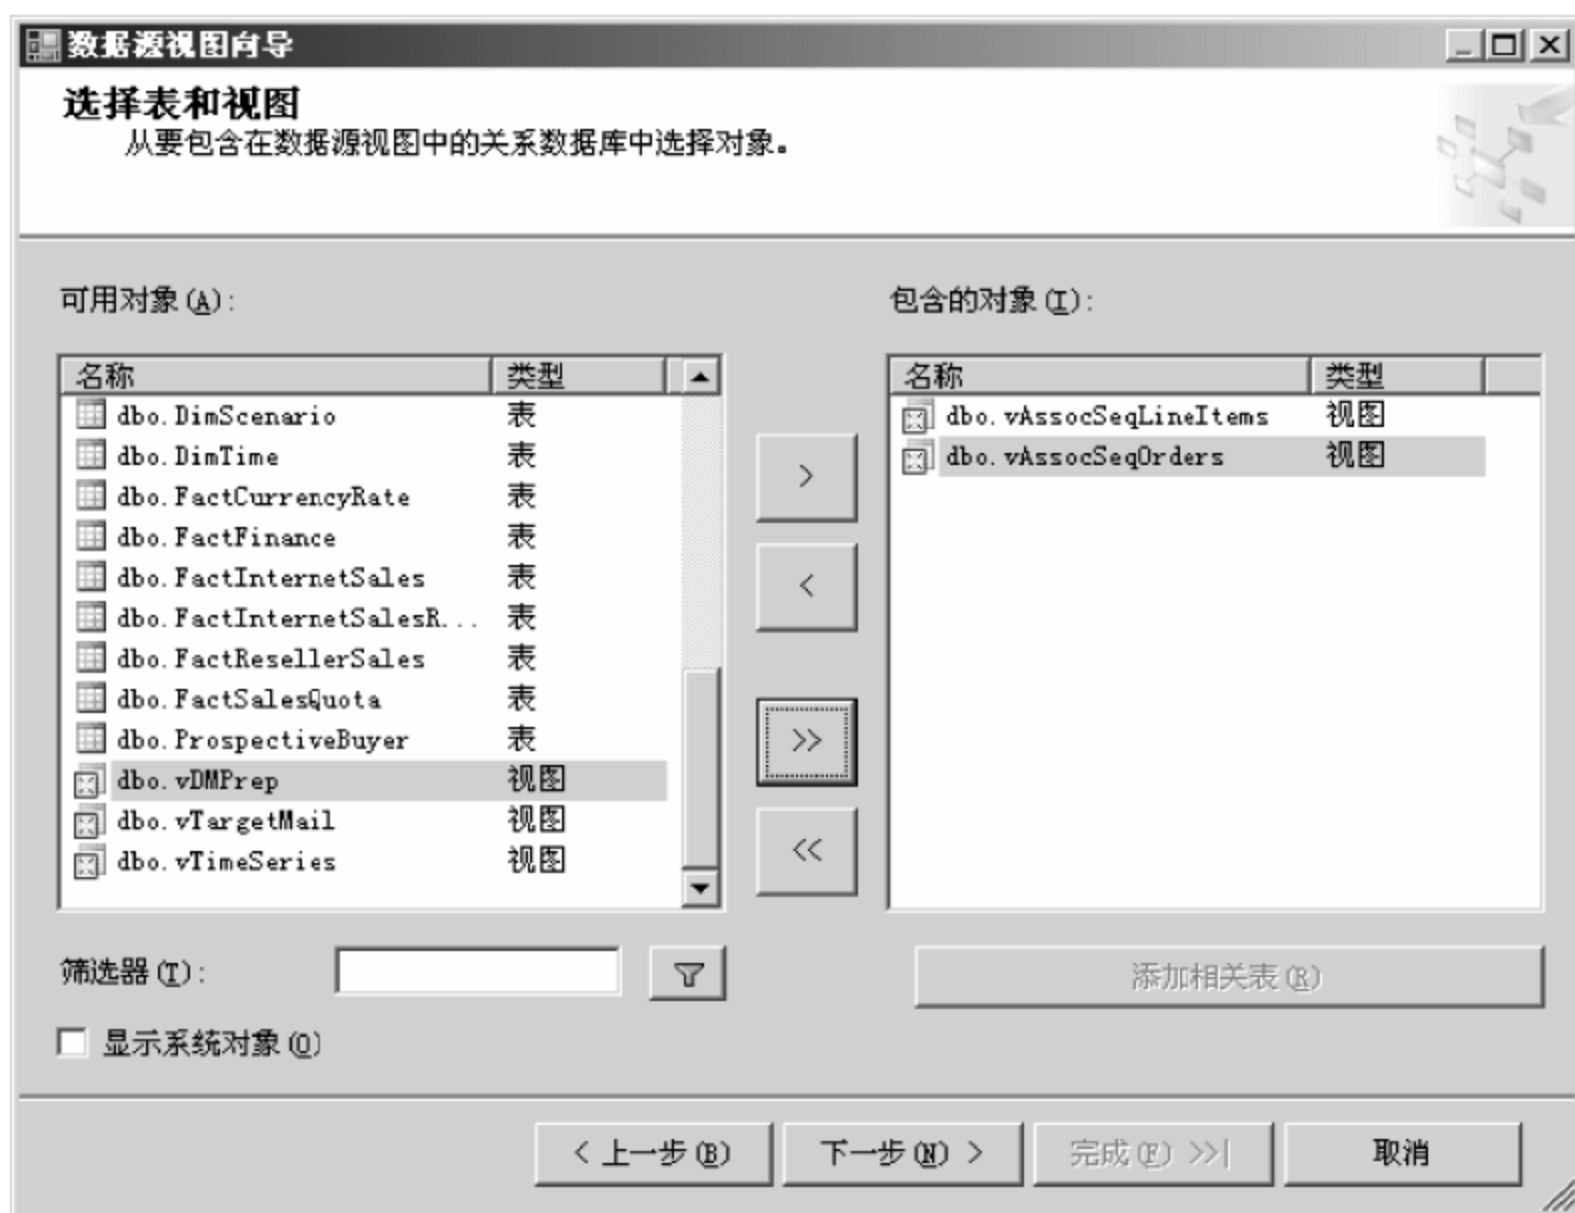 数据源视图向导
选择表和视图
从要包含在数据源视图中的关系数据库中选择对象。
可用对象(A):
包含的对象(I):
名称 类型
dbo.DimScenario 表
dbo.DimTime 表
dbo.FactCurrencyRate 表
dbo.FactFinance 表
dbo.FactInternetSales 表
dbo.FactInternetSalesR... 表
dbo.FactResellerSales 表
dbo.FactSalesQuota 表
dbo.ProspectiveBuyer 表
dbo.vDMPrep 视图
dbo.vTargetMail 视图
dbo.vTimeSeries 视图
>
<
>>
<<
名称 类型
dbo.vAssocSeqLineItems 视图
dbo.vAssocSeqOrders 视图
筛选器(T):
添加相关表(R)
显示系统对象(O)
< 上一步(B) 下一步(N) > 完成(F) >>| 取消